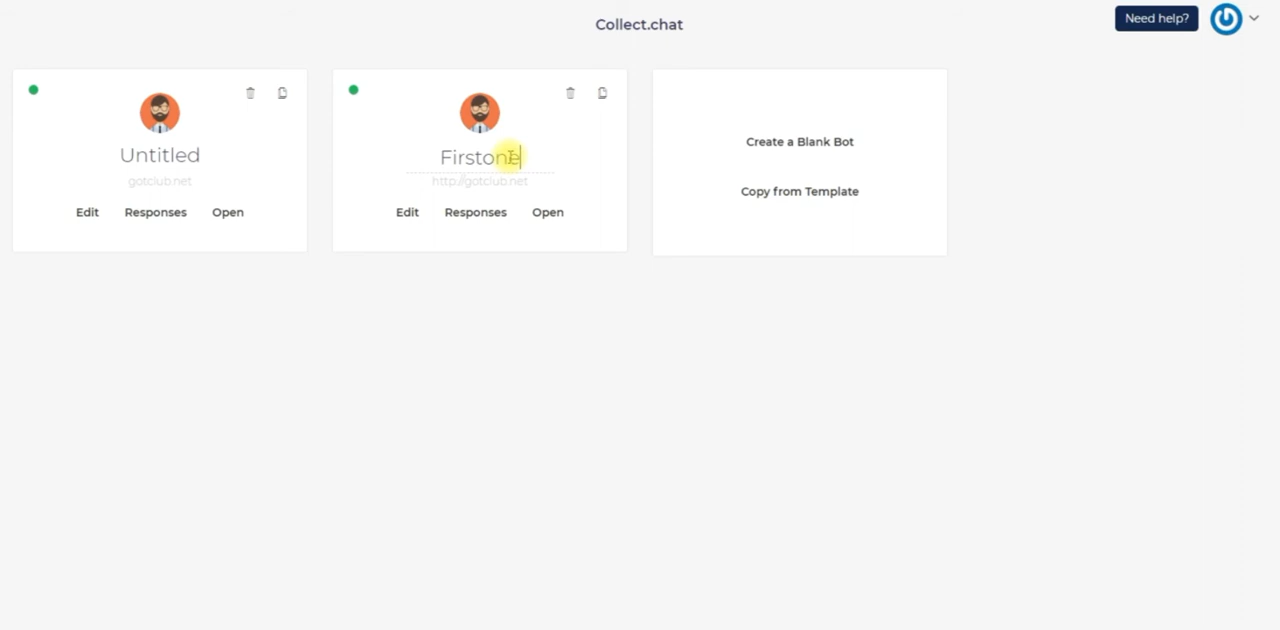 Collect.chat
Need help?
Untitled
gotclub.net
Edit Responses Open
Firstone
http://gotclub.net
Edit Responses Open
Create a Blank Bot
Copy from Template